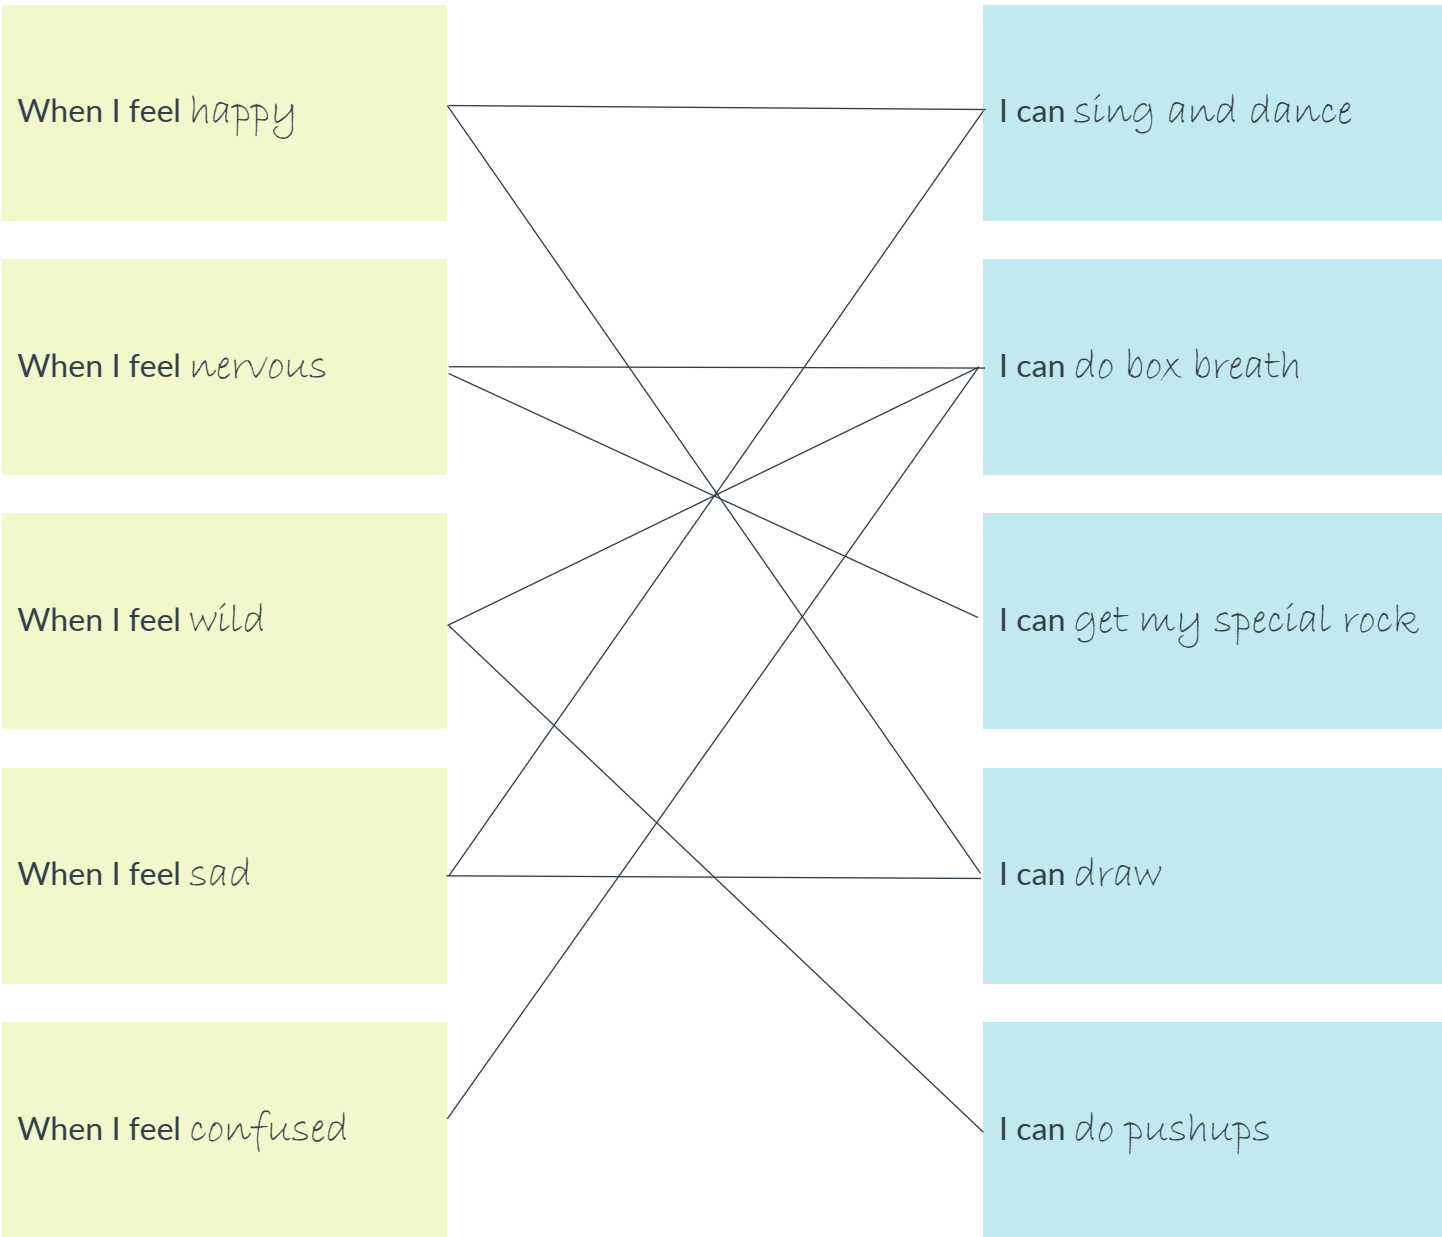 When I feel happy
I can sing and dance
When I feel nervous
I can do box breath
When I feel wild
I can get my special rock
When I feel sad
I can draw
When I feel confused
I can do pushups